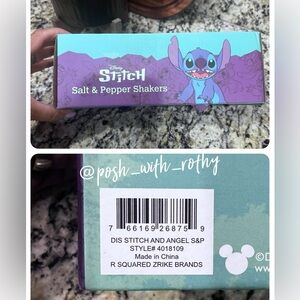 Disney
STITCH
Salt & Pepper Shakers
@posh_with_rothy
7 66169 26875 9
DIS STITCH AND ANGEL S&P
STYLE# 4018109
Made in China
R SQUARED ZRIKE BRANDS
©D
www.